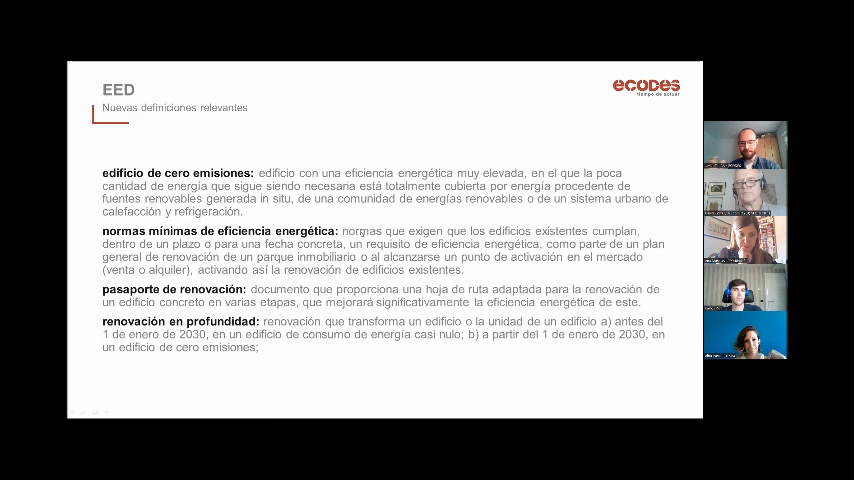 EED
Nuevas definiciones relevantes
ecodes
tiempo de actuar
edificio de cero emisiones: edificio con una eficiencia energética muy elevada, en el que la poca
cantidad de energía que sigue siendo necesaria está totalmente cubierta por energía procedente de
fuentes renovables generada in situ, de una comunidad de energías renovables o de un sistema urbano de
calefacción y refrigeración.
normas mínimas de eficiencia energética: normas que exigen que los edificios existentes cumplan,
dentro de un plazo o para una fecha concreta, un requisito de eficiencia energética, como parte de un plan
general de renovación de un parque inmobiliario o al alcanzarse un punto de activación en el mercado
(venta o alquiler), activando así la renovación de edificios existentes.
pasaporte de renovación: documento que proporciona una hoja de ruta adaptada para la renovación de
un edificio concreto en varias etapas, que mejorará significativamente la eficiencia energética de este.
renovación en profundidad: renovación que transforma un edificio o la unidad de un edificio a) antes del
1 de enero de 2030, en un edificio de consumo de energía casi nulo; b) a partir del 1 de enero de 2030, en
un edificio de cero emisiones;